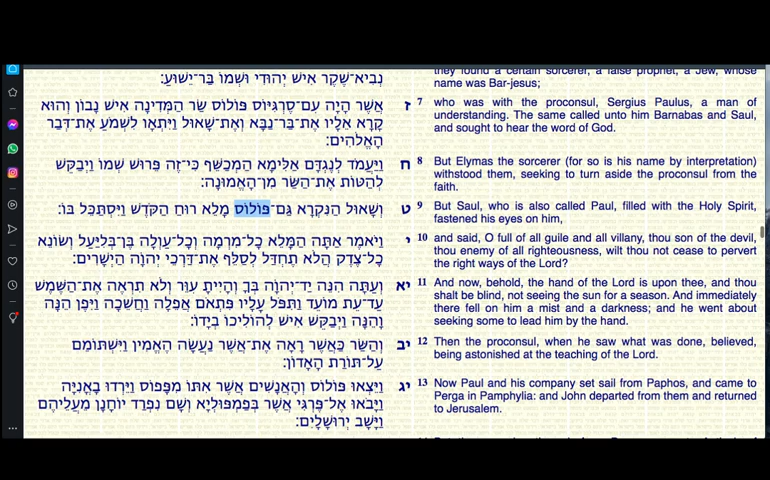 נְבִיא־שֶׁקֶר אִישׁ יְהוּדִי וּשְׁמוֹ בַּר־יֵשׁוּעַ׃
they found a certain sorcerer, a false prophet, a Jew, whose
name was Bar-jesus;
אֲשֶׁר הָיָה עִם־סֶרְגִּיּוֹס פּוֹלוֹס שַׂר הַמְּדִינָה אִישׁ נָבוֹן וְהוּא
קָרָא אֵלָיו אֶת־בַּר־נַבָּא וְאֶת־שָׁאוּל וַיִּתְאָו לִשְׁמֹעַ אֶת־דְּבַר
הָאֱלֹהִים׃
ז 7 who was with the proconsul, Sergius Paulus, a man of
understanding. The same called unto him Barnabas and Saul,
and sought to hear the word of God.
וַיַּעֲמֹד לְנֶגְדָּם אֱלִימָא הַמְכַשֵּׁף כִּי־זֶה פֵּרוּשׁ שְׁמוֹ וַיְבַקֵּשׁ
לְהַטּוֹת אֶת־הַשַּׂר מִן־הָאֱמוּנָה׃
ח 8 But Elymas the sorcerer (for so is his name by interpretation)
withstood them, seeking to turn aside the proconsul from the
faith.
וְשָׁאוּל הַנִּקְרָא גַּם־פּוֹלוֹס מָלֵא רוּחַ הַקֹּדֶשׁ וַיִּסְתַּכֵּל בּוֹ׃
ט 9 But Saul, who is also called Paul, filled with the Holy Spirit,
fastened his eyes on him,
וַיֹּאמַר אַתָּה הַמָּלֵא כָל־מִרְמָה וְכָל־עַוְלָה בֶּן־בְּלִיַּעַל וְשׂוֹנֵא
כָל־צֶדֶק הֲלֹא תֶחְדַּל לְסַלֵּף אֶת־דַּרְכֵי יְהוָֹה הַיְשָׁרִים׃
י 10 and said, O full of all guile and all villany, thou son of the devil,
thou enemy of all righteousness, wilt thou not cease to pervert
the right ways of the Lord?
וְעַתָּה הִנֵּה יַד־יְהוָֹה בְּךָ וְהָיִיתָ עִוֵּר וְלֹא תִרְאֶה אֶת־הַשֶּׁמֶשׁ
עַד־עֵת מוֹעֵד וַתִּפֹּל עָלָיו פִּתְאֹם אֲפֵלָה וַחֲשֵׁכָה וַיִּפֶן הֵנָּה
וָהֵנָּה וַיְבַקֵּשׁ אִישׁ לְהוֹלִיכוֹ בְיָדוֹ׃
יא 11 And now, behold, the hand of the Lord is upon thee, and thou
shalt be blind, not seeing the sun for a season. And immediately
there fell on him a mist and a darkness; and he went about
seeking some to lead him by the hand.
וְהַשַּׂר כַּאֲשֶׁר רָאָה אֶת־אֲשֶׁר נַעֲשָׂה הֶאֱמִין וַיִּשְׁתּוֹמֵם
עַל־תּוֹרַת הָאָדוֹן׃
יב 12 Then the proconsul, when he saw what was done, believed,
being astonished at the teaching of the Lord.
וַיֵּצְאוּ פוֹלוֹס וְהָאֲנָשִׁים אֲשֶׁר אִתּוֹ מִפָּפוֹס וַיֵּרְדוּ בָאֳנִיָּה
וַיָּבֹאוּ אֶל־פַּרְגֵּי אֲשֶׁר בְּפַמְפּוּלְיָא וְשָׁם נִפְרַד יוֹחָנָן מֵעֲלֵיהֶם
וַיָּשָׁב יְרוּשָׁלָיִם׃
יג 13 Now Paul and his company set sail from Paphos, and came to
Perga in Pamphylia: and John departed from them and returned
to Jerusalem.